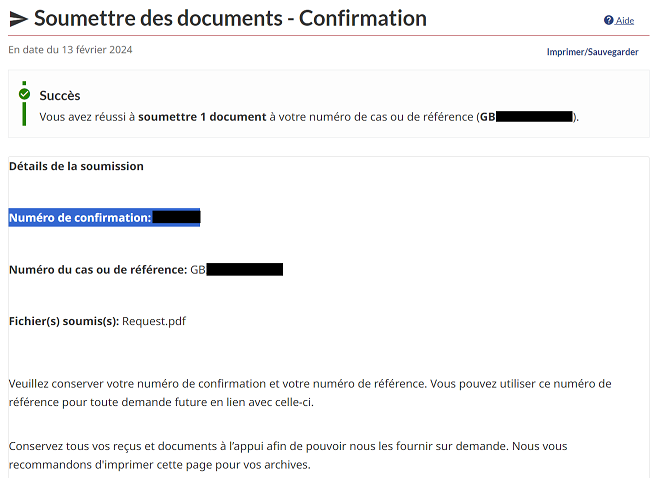 Soumettre des documents - Confirmation
Aide
En date du 13 février 2024
Imprimer/Sauvegarder
Succès
Vous avez réussi à soumettre 1 document à votre numéro de cas ou de référence (GB ).
Détails de la soumission
Numéro de confirmation:
Numéro du cas ou de référence: GB
Fichier(s) soumis(s): Request.pdf
Veuillez conserver votre numéro de confirmation et votre numéro de référence. Vous pouvez utiliser ce numéro de
référence pour toute demande future en lien avec celle-ci.
Conservez tous vos reçus et documents à l'appui afin de pouvoir nous les fournir sur demande. Nous vous
recommandons d'imprimer cette page pour vos archives.